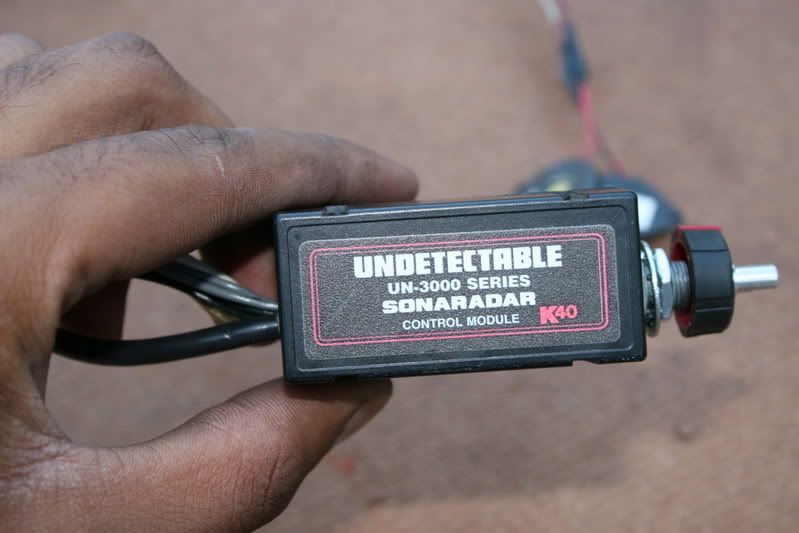 UNDETECTABLE
UN-3000 SERIES
SONARADAR
CONTROL MODULE K40